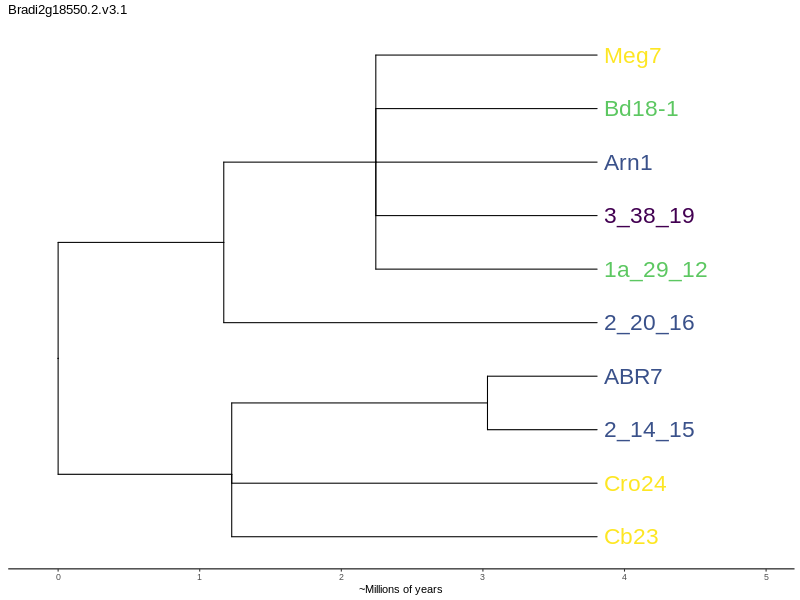 Bradi2g18550.2.v3.1
Meg7
Bd18-1
Arn1
3_38_19
1a_29_12
2_20_16
ABR7
2_14_15
Cro24
Cb23
0 1 2 3 4 5
~Millions of years